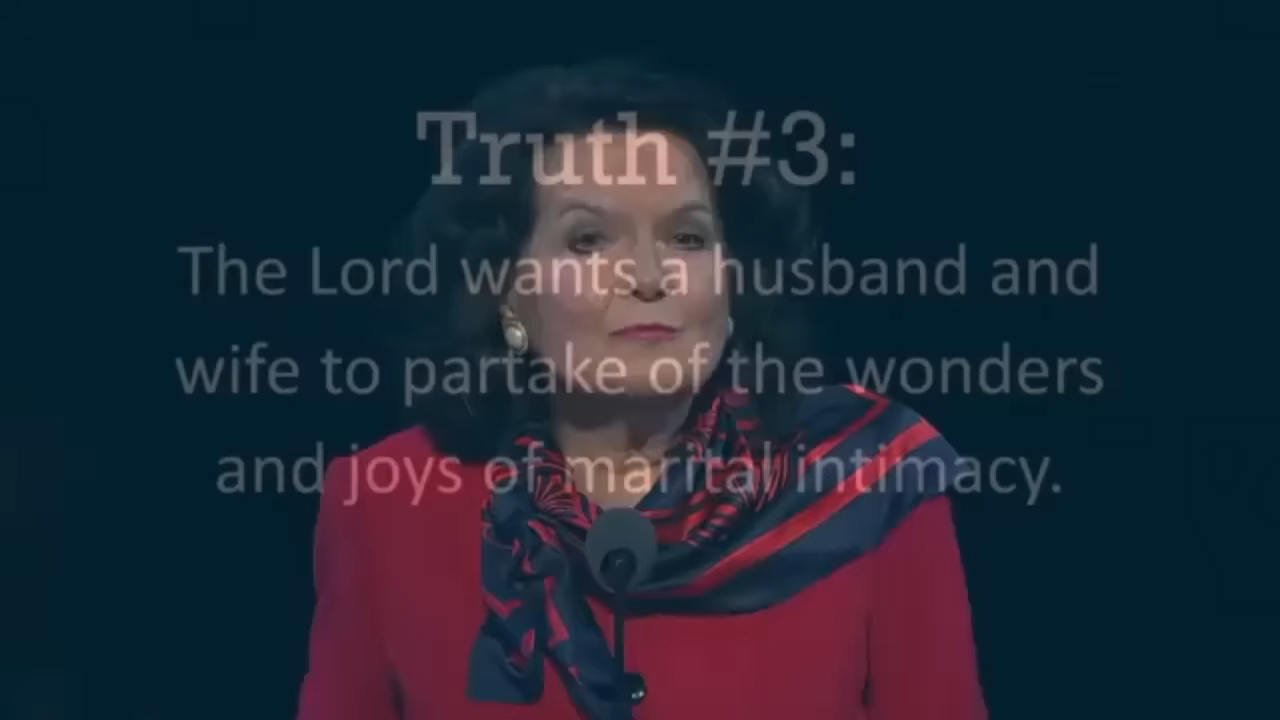 Truth #3:
The Lord wants a husband and
wife to partake of the wonders
and joys of marital intimacy.